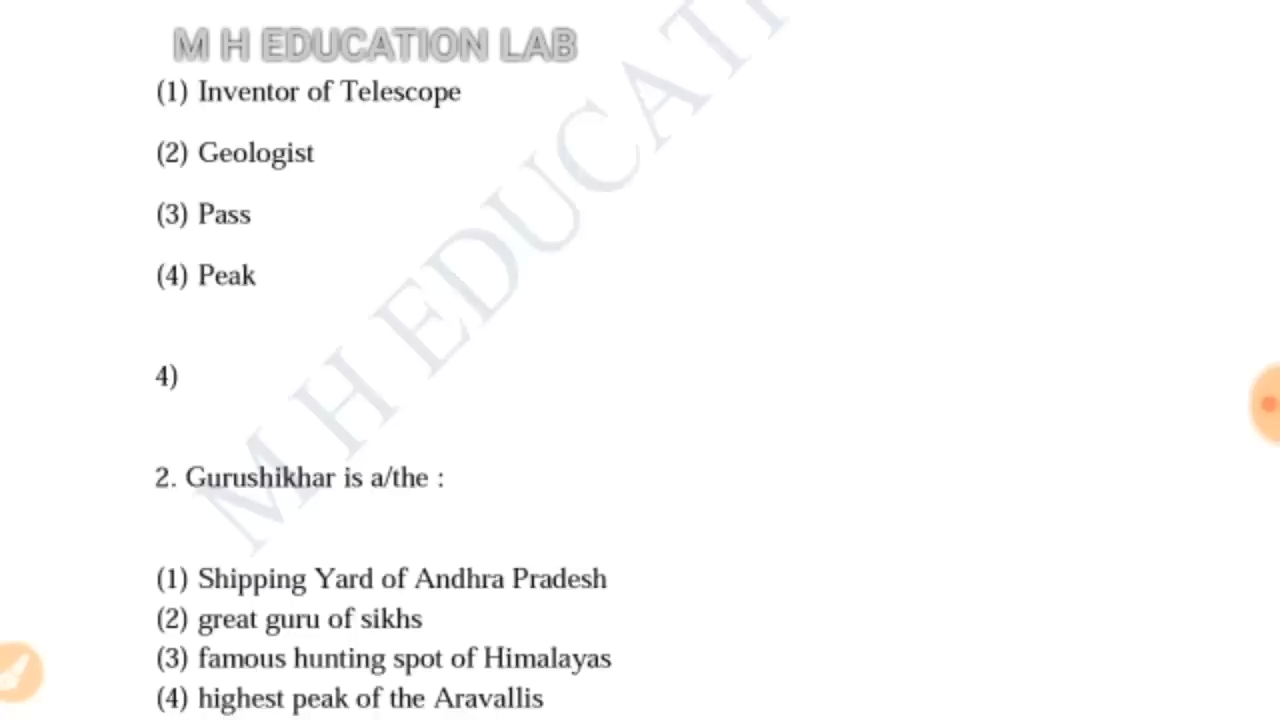 M H EDUCATION LAB
(1) Inventor of Telescope
(2) Geologist
(3) Pass
(4) Peak
4)
2. Gurushikhar is a/the :
(1) Shipping Yard of Andhra Pradesh
(2) great guru of sikhs
(3) famous hunting spot of Himalayas
(4) highest peak of the Aravallis
M H EDUCATI